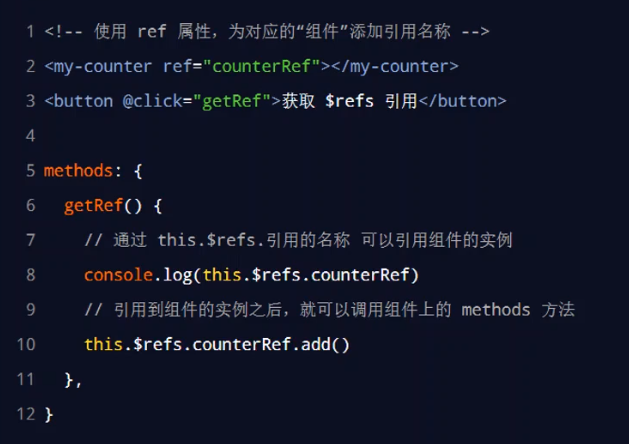 1 <!-- 使用 ref 属性，为对应的“组件”添加引用名称 -->
2 <my-counter ref="counterRef"></my-counter>
3 <button @click="getRef">获取 $refs 引用</button>
4
5 methods: {
6   getRef() {
7     // 通过 this.$refs.引用的名称 可以引用组件的实例
8     console.log(this.$refs.counterRef)
9     // 引用到组件的实例之后，就可以调用组件上的 methods 方法
10     this.$refs.counterRef.add()
11   },
12 }